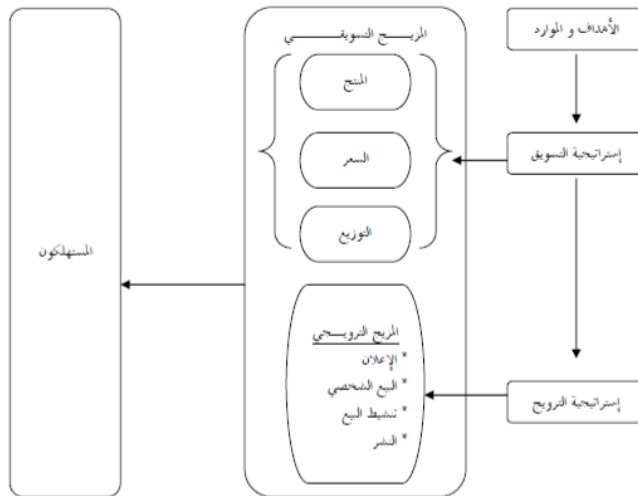 الأهداف و الموارد
إستراتيجية التسويق
إستراتيجية الترويج
المزيـــج التسويقـــــي
المنتج
السعر
التوزيع
المزيج الترويـــجي
* الإعلان
* البيع الشخصي
* تنشيط البيع
* النشر
المستهلكون